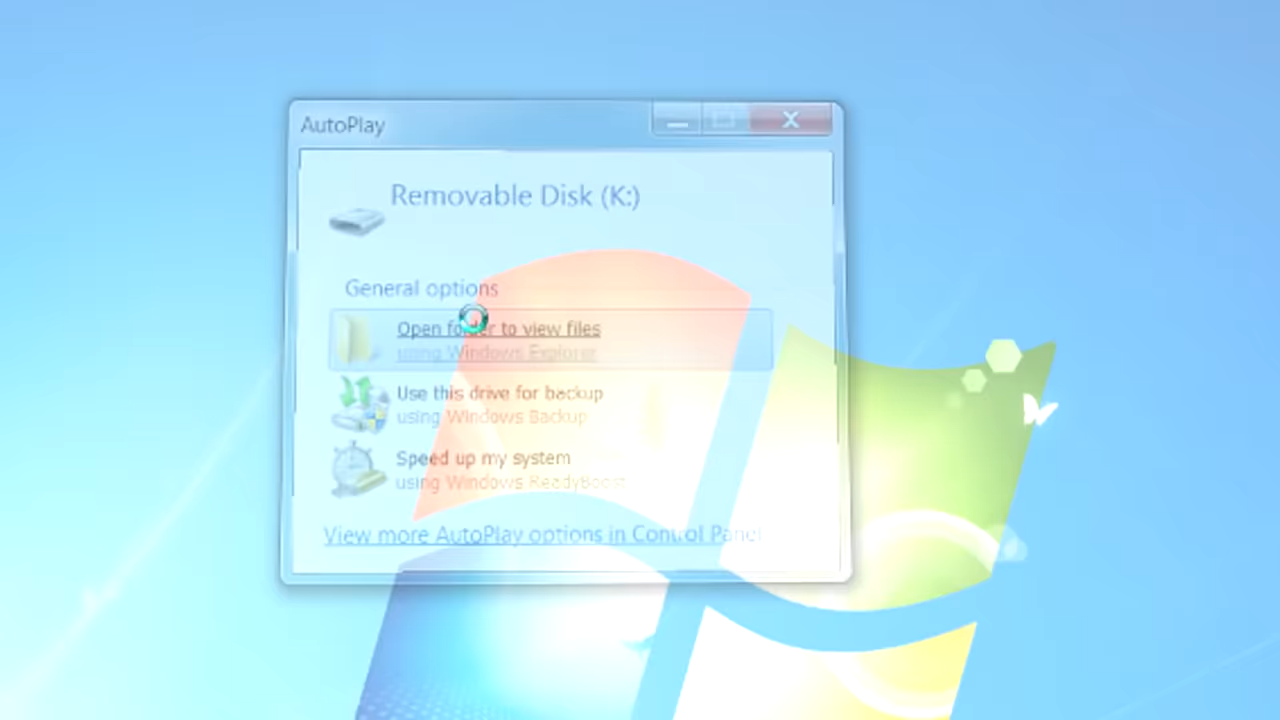 AutoPlay
Removable Disk (K:)
General options
Open folder to view files
using Windows Explorer
Use this drive for backup
using Windows Backup
Speed up my system
using Windows ReadyBoost
View more AutoPlay options in Control Panel